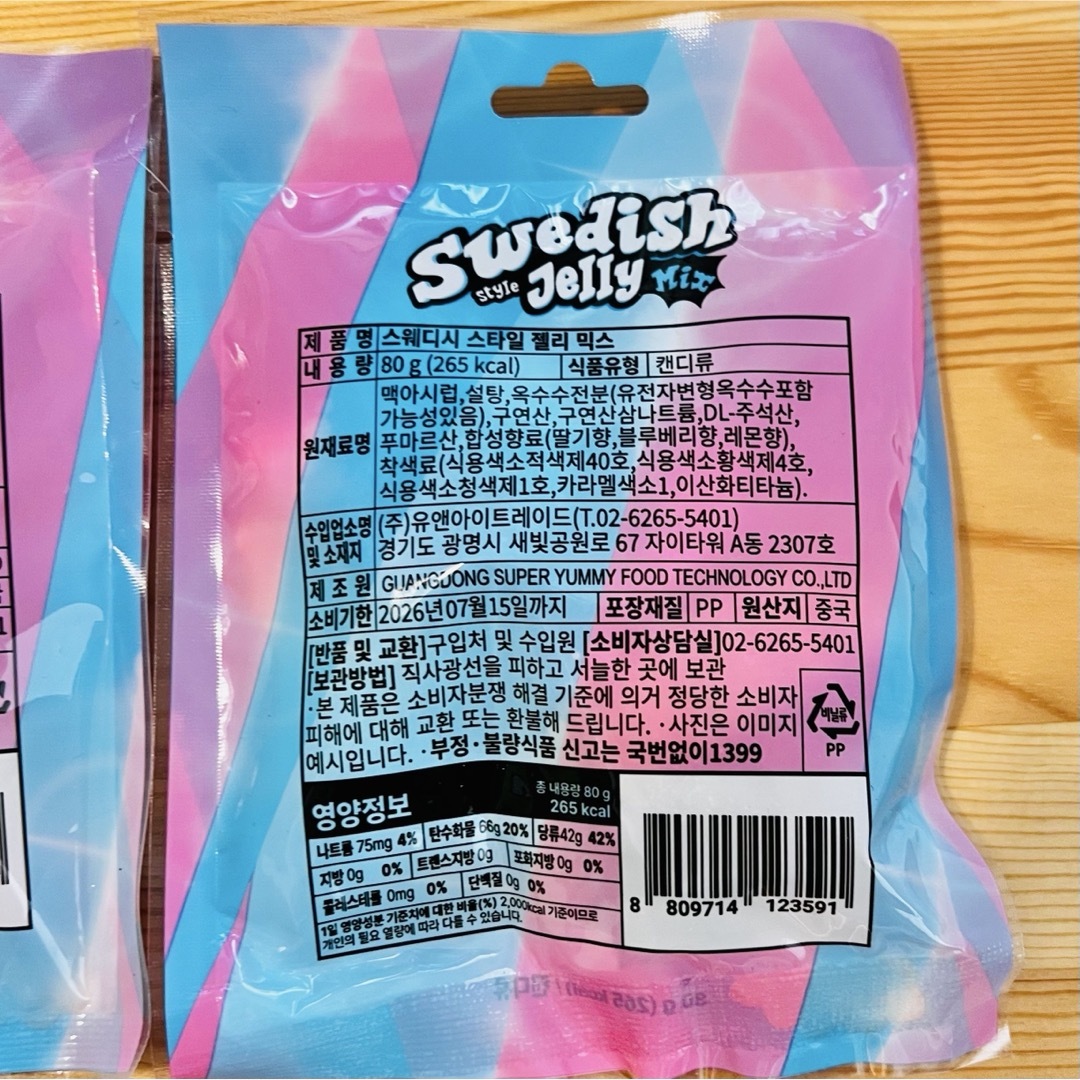 Swedish
style Jelly Mix
제 품 명 스웨디시 스타일 젤리 믹스
내 용 량 80 g (265 kcal) 식품유형 캔디류
원재료명 맥아시럽,설탕,옥수수전분(유전자변형옥수수포함
가능성있음),구연산,구연산삼나트륨,DL-주석산,
푸마르산,합성향료(딸기향,블루베리향,레몬향),
착색료(식용색소적색제40호,식용색소황색제4호,
식용색소청색제1호,카라멜색소1,이산화티타늄).
수입업소명 (주)유앤아이트레이드(T.02-6265-5401)
및 소재지 경기도 광명시 새빛공원로 67 자이타워 A동 2307호
제 조 원 GUANGDONG SUPER YUMMY FOOD TECHNOLOGY CO.,LTD
소비기한 2026년07월15일까지 포장재질 PP 원산지 중국
[반품 및 교환]구입처 및 수입원 [소비자상담실]02-6265-5401
[보관방법] 직사광선을 피하고 서늘한 곳에 보관
·본 제품은 소비자분쟁 해결 기준에 의거 정당한 소비자
피해에 대해 교환 또는 환불해 드립니다. ·사진은 이미지
예시입니다. ·부정·불량식품 신고는 국번없이1399
비닐류
PP
영양정보 총 내용량 80 g
265 kcal
나트륨 75mg 4% 탄수화물 66g 20% 당류42g 42%
지방 0g 0% 트랜스지방 0g 포화지방 0g 0%
콜레스테롤 0mg 0% 단백질 0g 0%
1일 영양성분 기준치에 대한 비율(%) 2,000kcal 기준이므로
개인의 필요 열량에 따라 다를 수 있습니다.
8 809714 123591
80 g (265 kcal) / 캔디류